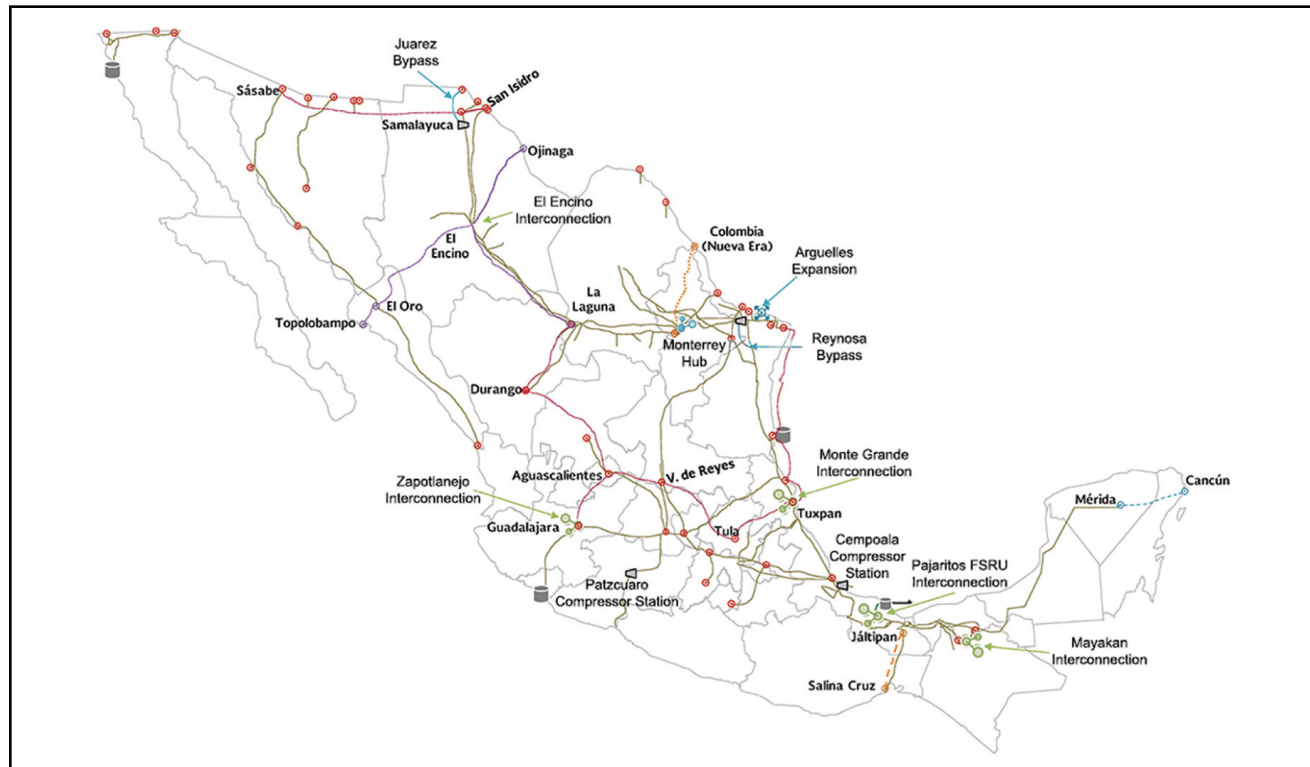 Juarez
Bypass
Sásabe
San Isidro
Samalayuca
Ojinaga
El Encino
Interconnection
El
Encino
Colombia
(Nueva Era)
Arguelles
Expansion
La
Laguna
El Oro
Topolobampo
Monterrey
Hub
Reynosa
Bypass
Durango
Monte Grande
Interconnection
Zapotlanejo
Interconnection
Aguascalientes
V. de Reyes
Cancún
Mérida
Guadalajara
Tula
Tuxpan
Cempoala
Compressor
Station
Pajaritos FSRU
Interconnection
Patzcuaro
Compressor Station
Jáltipan
Mayakan
Interconnection
Salina Cruz